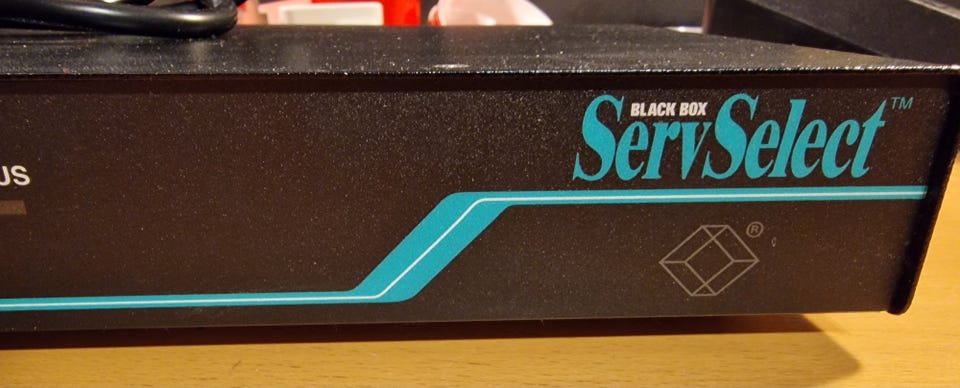 BLACK BOX
ServSelect™
US
®